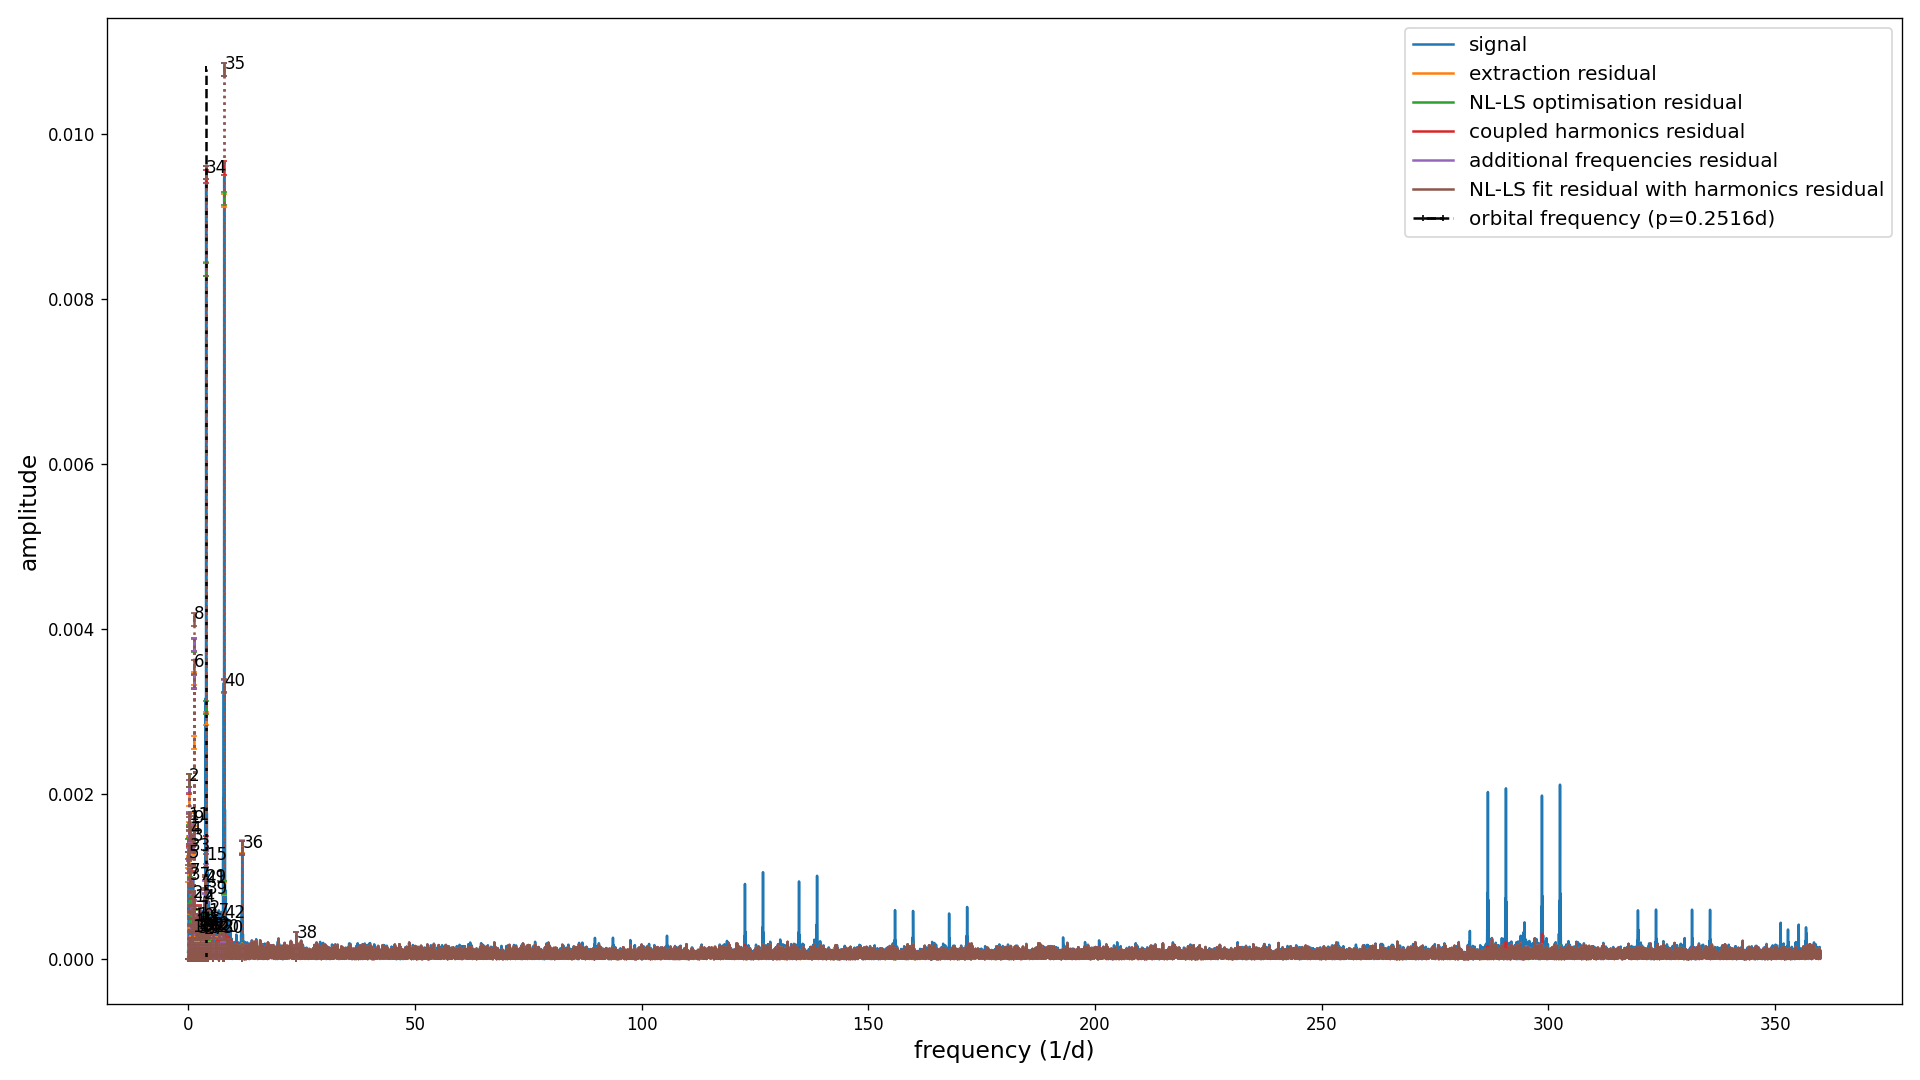 signal
extraction residual
NL-LS optimisation residual
coupled harmonics residual
additional frequencies residual
NL-LS fit residual with harmonics residual
orbital frequency (p=0.2516d)
35
34
8
6
40
2
36
15
39
42
38
0.010
0.008
0.006
0.004
0.002
0.000
amplitude
0
50
100
150
200
250
300
350
frequency (1/d)